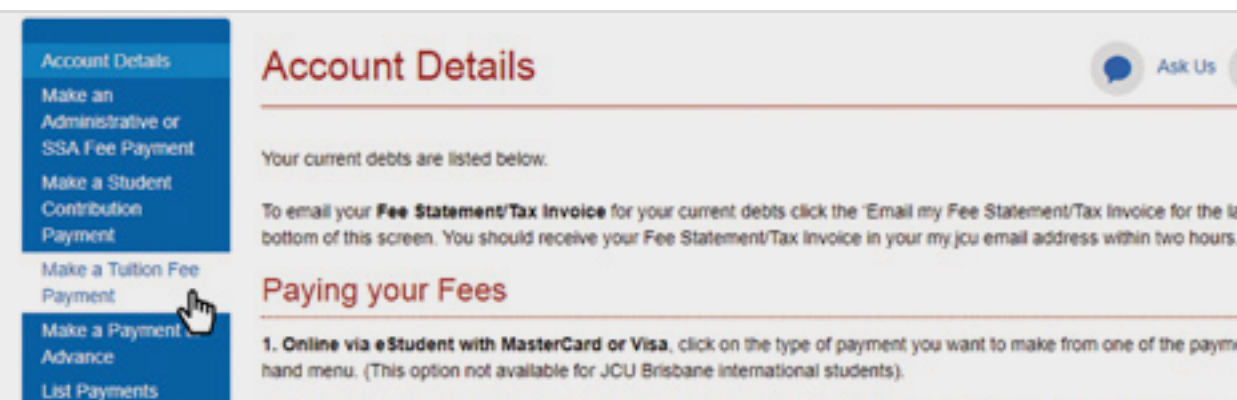 Account Details
Make an
Administrative or
SSA Fee Payment
Make a Student
Contribution
Payment
Make a Tuition Fee
Payment
Make a Payment
Advance
List Payments
Account Details
Ask Us
Your current debts are listed below.
To email your Fee Statement/Tax Invoice for your current debts click the 'Email my Fee Statement/Tax Invoice for the
bottom of this screen. You should receive your Fee Statement/Tax Invoice in your my.jcu email address within two hours.
Paying your Fees
1. Online via eStudent with MasterCard or Visa, click on the type of payment you want to make from one of the
hand menu. (This option not available for JCU Brisbane international students).